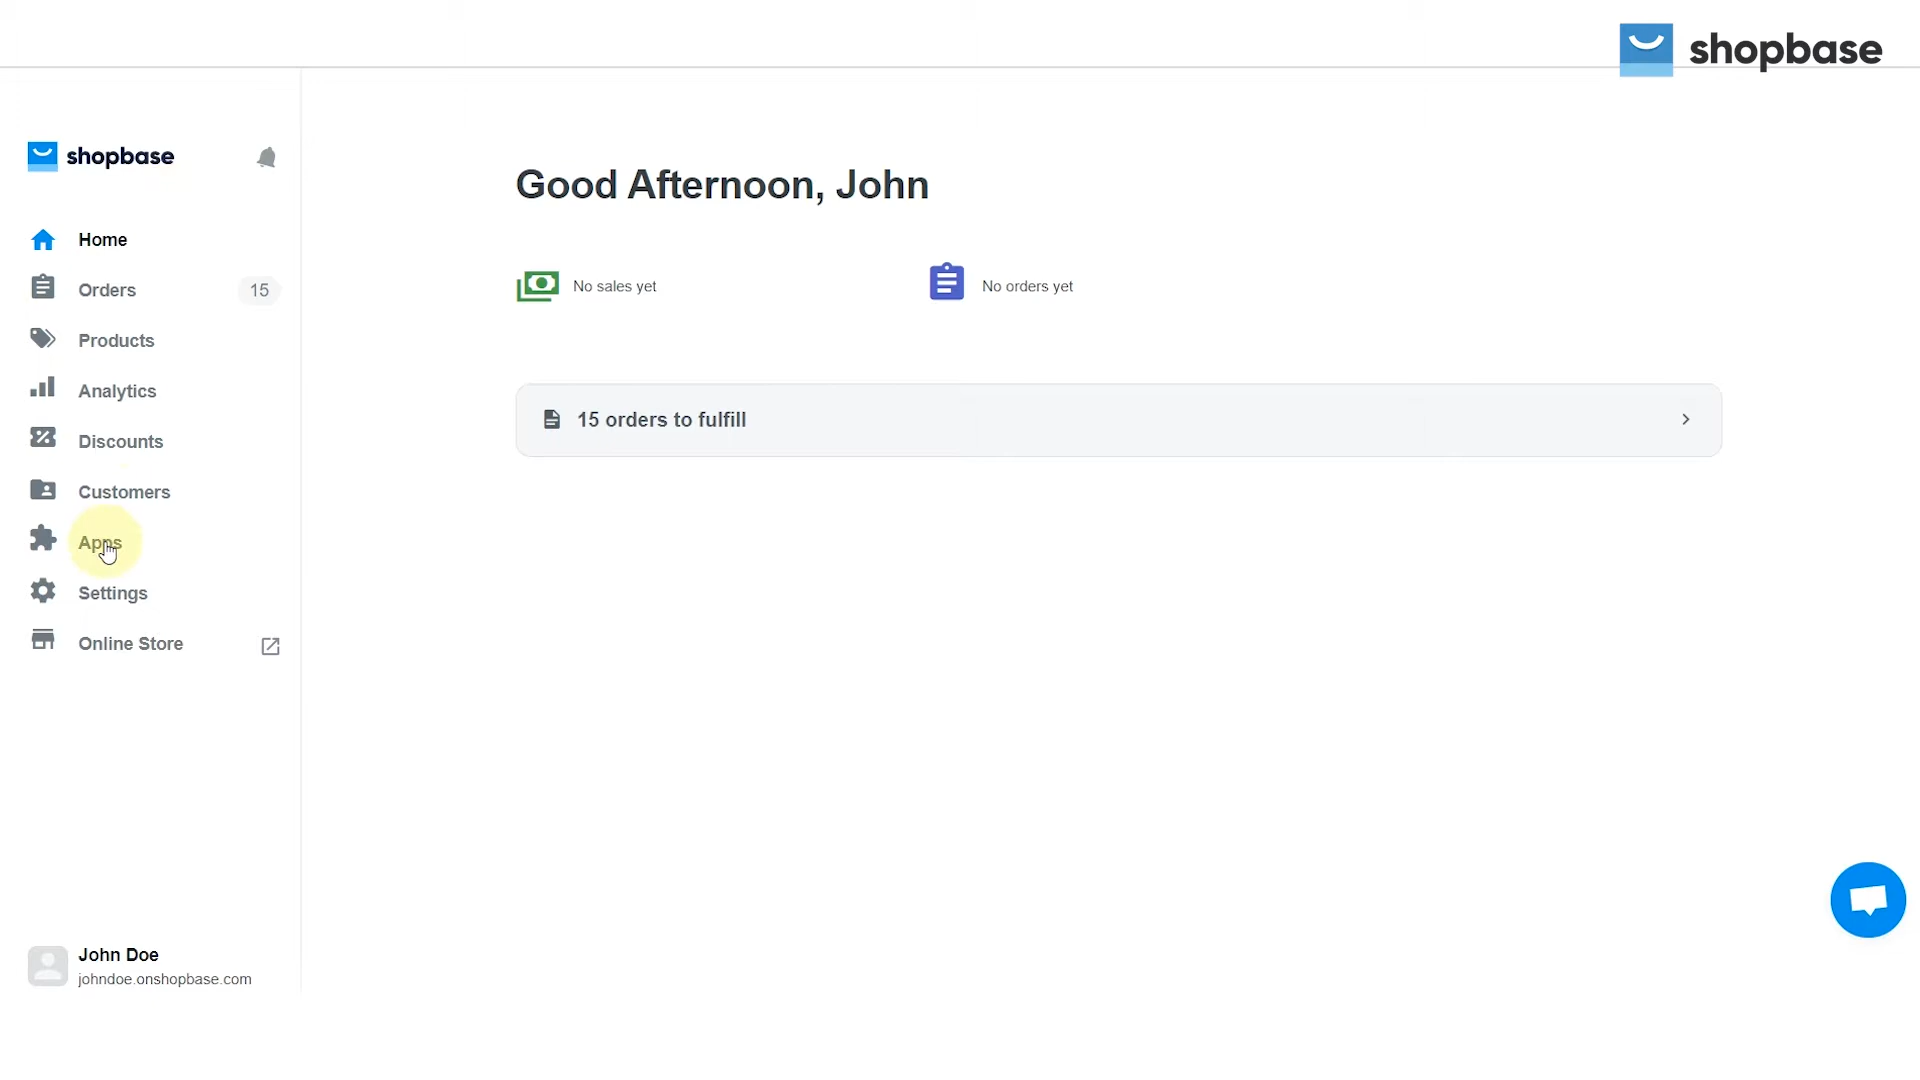 shopbase
shopbase
Home
Orders 15
Products
Analytics
Discounts
Customers
Apps
Settings
Online Store
John Doe
johndoe.onshopbase.com
Good Afternoon, John
No sales yet
No orders yet
15 orders to fulfill